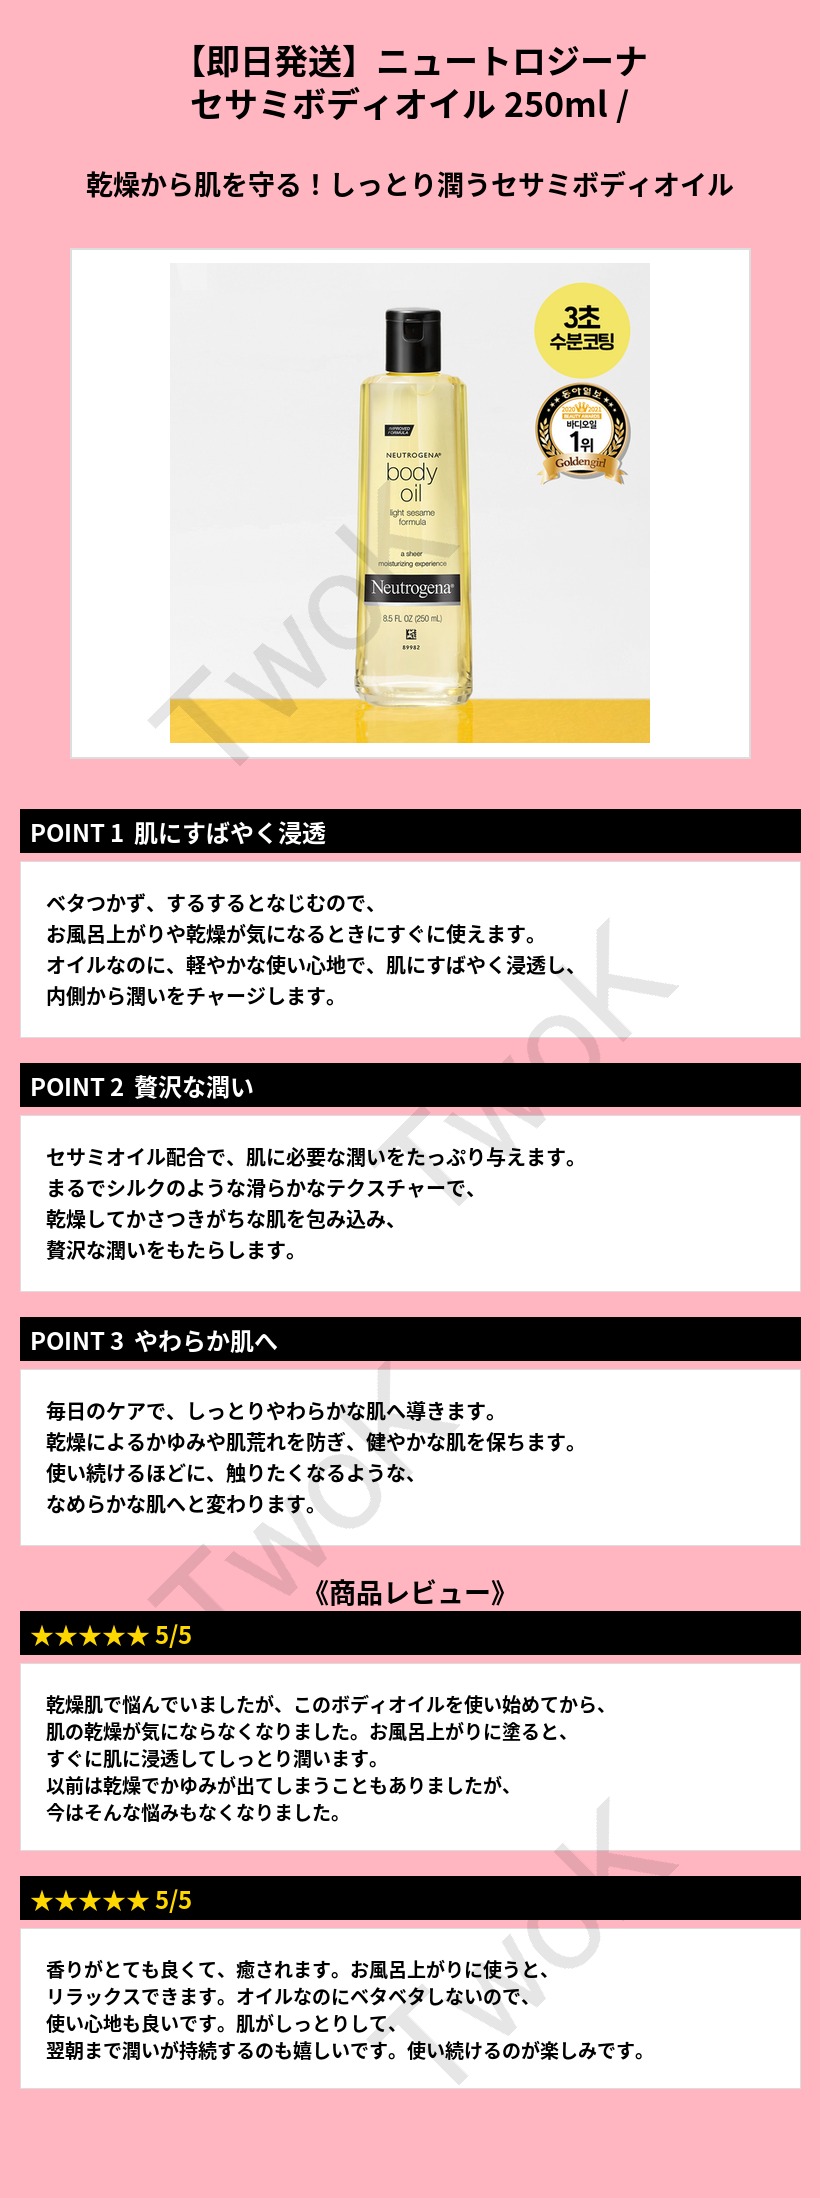 【即日発送】ニュートロジーナ
セサミボディオイル 250ml /
乾燥から肌を守る！しっとり潤うセサミボディオイル
3초
수분코팅
동아일보
2020 2021
BEAUTY AWARDS
바디오일
1위
Goldengirl
IMPROVED
FORMULA
NEUTROGENA®
body
oil
light sesame
formula
a sheer
moisturizing experience
Neutrogena®
8.5 FL OZ (250 mL)
89982
TwoK
POINT 1 肌にすばやく浸透
ベタつかず、するするとなじむので、
お風呂上がりや乾燥が気になるときにすぐに使えます。
オイルなのに、軽やかな使い心地で、肌にすばやく浸透し、
内側から潤いをチャージします。
TwoK
POINT 2 贅沢な潤い
セサミオイル配合で、肌に必要な潤いをたっぷり与えます。
まるでシルクのような滑らかなテクスチャーで、
乾燥してかさつきがちな肌を包み込み、
贅沢な潤いをもたらします。
POINT 3 やわらか肌へ
毎日のケアで、しっとりやわらかな肌へ導きます。
乾燥によるかゆみや肌荒れを防ぎ、健やかな肌を保ちます。
使い続けるほどに、触りたくなるような、
なめらかな肌へと変わります。
TwoK
《商品レビュー》
★★★★★ 5/5
乾燥肌で悩んでいましたが、このボディオイルを使い始めてから、
肌の乾燥が気にならなくなりました。お風呂上がりに塗ると、
すぐに肌に浸透してしっとり潤います。
以前は乾燥でかゆみが出てしまうこともありましたが、
今はそんな悩みもなくなりました。
★★★★★ 5/5
香りがとても良くて、癒されます。お風呂上がりに使うと、
リラックスできます。オイルなのにベタベタしないので、
使い心地も良いです。肌がしっとりして、
翌朝まで潤いが持続するのも嬉しいです。使い続けるのが楽しみです。
TwoK